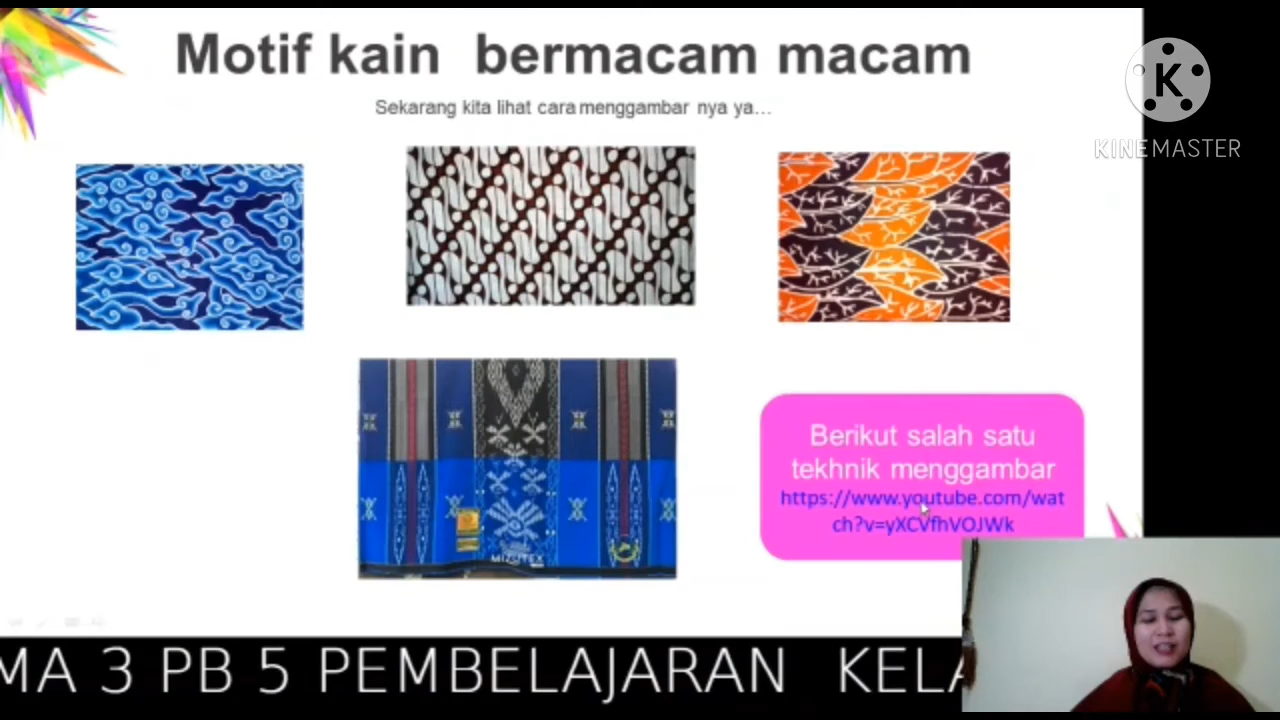 Motif kain bermacam macam
Sekarang kita lihat cara menggambar nya ya...
K
KINEMASTER
MIZUTEX
Berikut salah satu
tekhnik menggambar
https://www.youtube.com/wat
ch?v=yXCVfhVOJWk
MA 3 PB 5 PEMBELAJARAN KELA